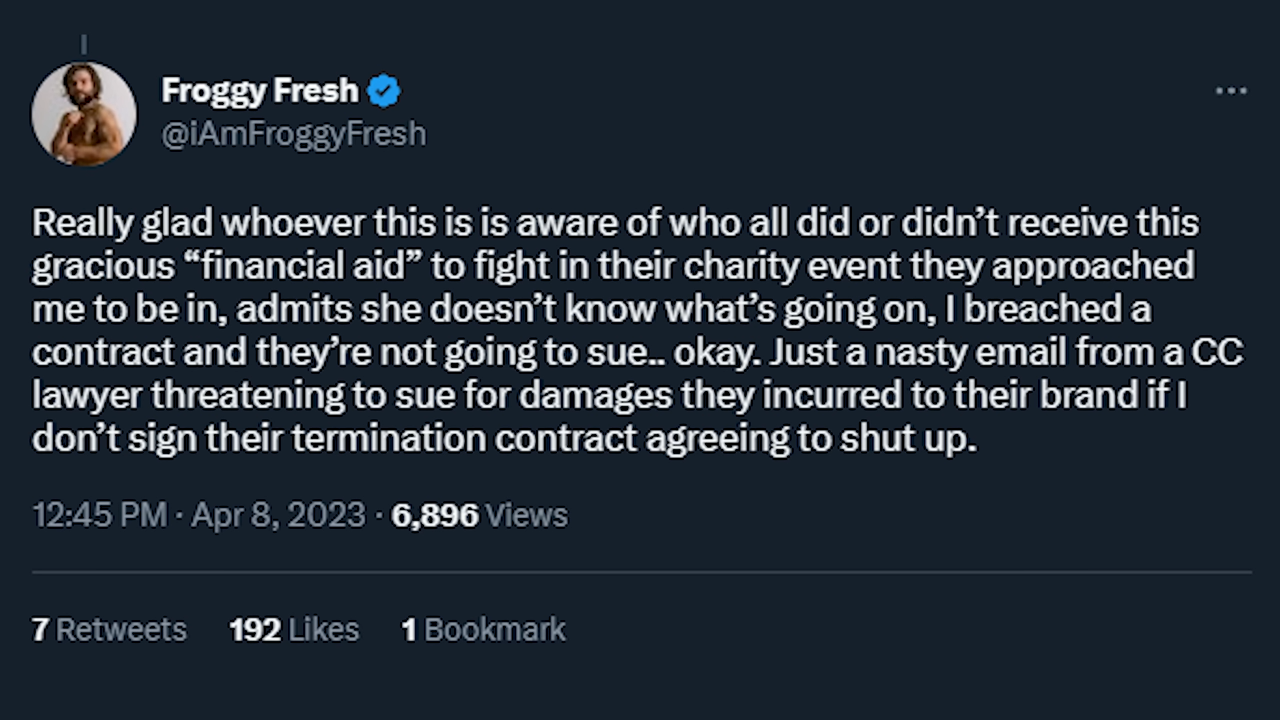 Froggy Fresh
@iAmFroggyFresh
Really glad whoever this is is aware of who all did or didn’t receive this
gracious “financial aid” to fight in their charity event they approached
me to be in, admits she doesn’t know what’s going on, I breached a
contract and they’re not going to sue.. okay. Just a nasty email from a CC
lawyer threatening to sue for damages they incurred to their brand if I
don’t sign their termination contract agreeing to shut up.
12:45 PM · Apr 8, 2023 · 6,896 Views
7 Retweets 192 Likes 1 Bookmark